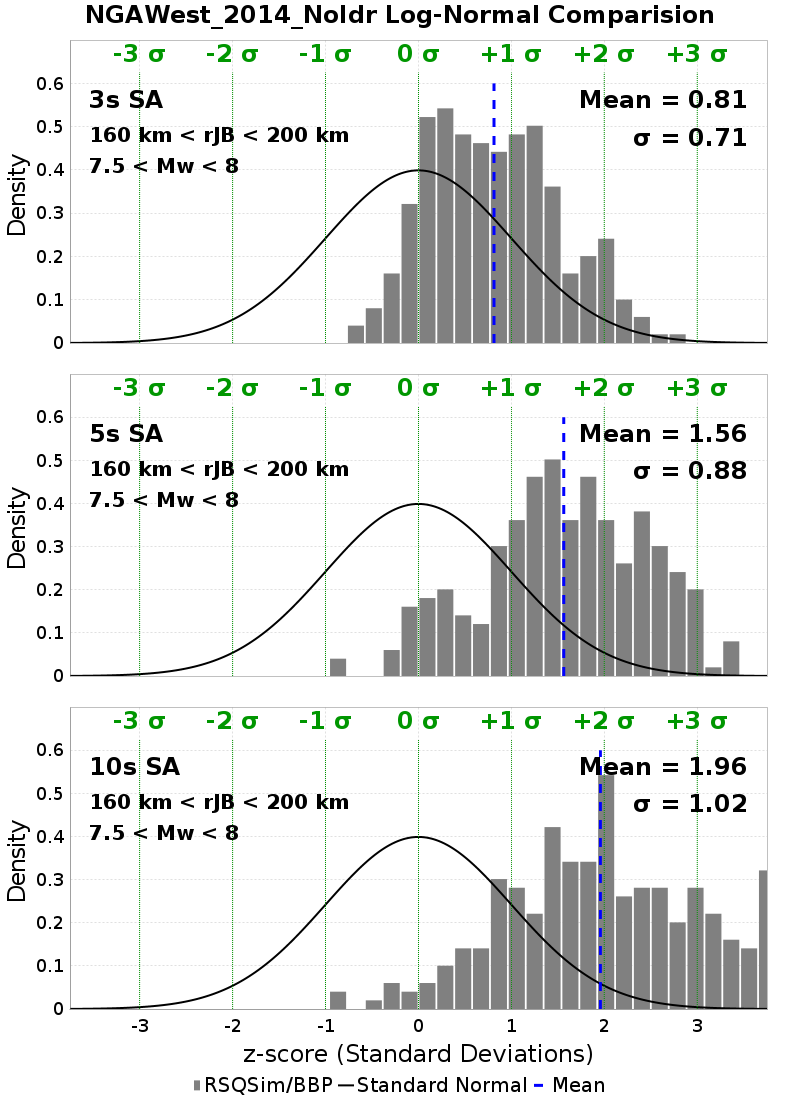 NGAWest_2014_NoIdr Log-Normal Comparision
-3 σ -2 σ -1 σ 0 σ +1 σ +2 σ +3 σ
3s SA
160 km < rJB < 200 km
7.5 < Mw < 8
Mean = 0.81
σ = 0.71
Density
0.6
0.5
0.4
0.3
0.2
0.1
0
-3 σ -2 σ -1 σ 0 σ +1 σ +2 σ +3 σ
5s SA
160 km < rJB < 200 km
7.5 < Mw < 8
Mean = 1.56
σ = 0.88
Density
0.6
0.5
0.4
0.3
0.2
0.1
0
-3 σ -2 σ -1 σ 0 σ +1 σ +2 σ +3 σ
10s SA
160 km < rJB < 200 km
7.5 < Mw < 8
Mean = 1.96
σ = 1.02
Density
0.6
0.5
0.4
0.3
0.2
0.1
0
-3 -2 -1 0 1 2 3
z-score (Standard Deviations)
RSQSim/BBP Standard Normal Mean